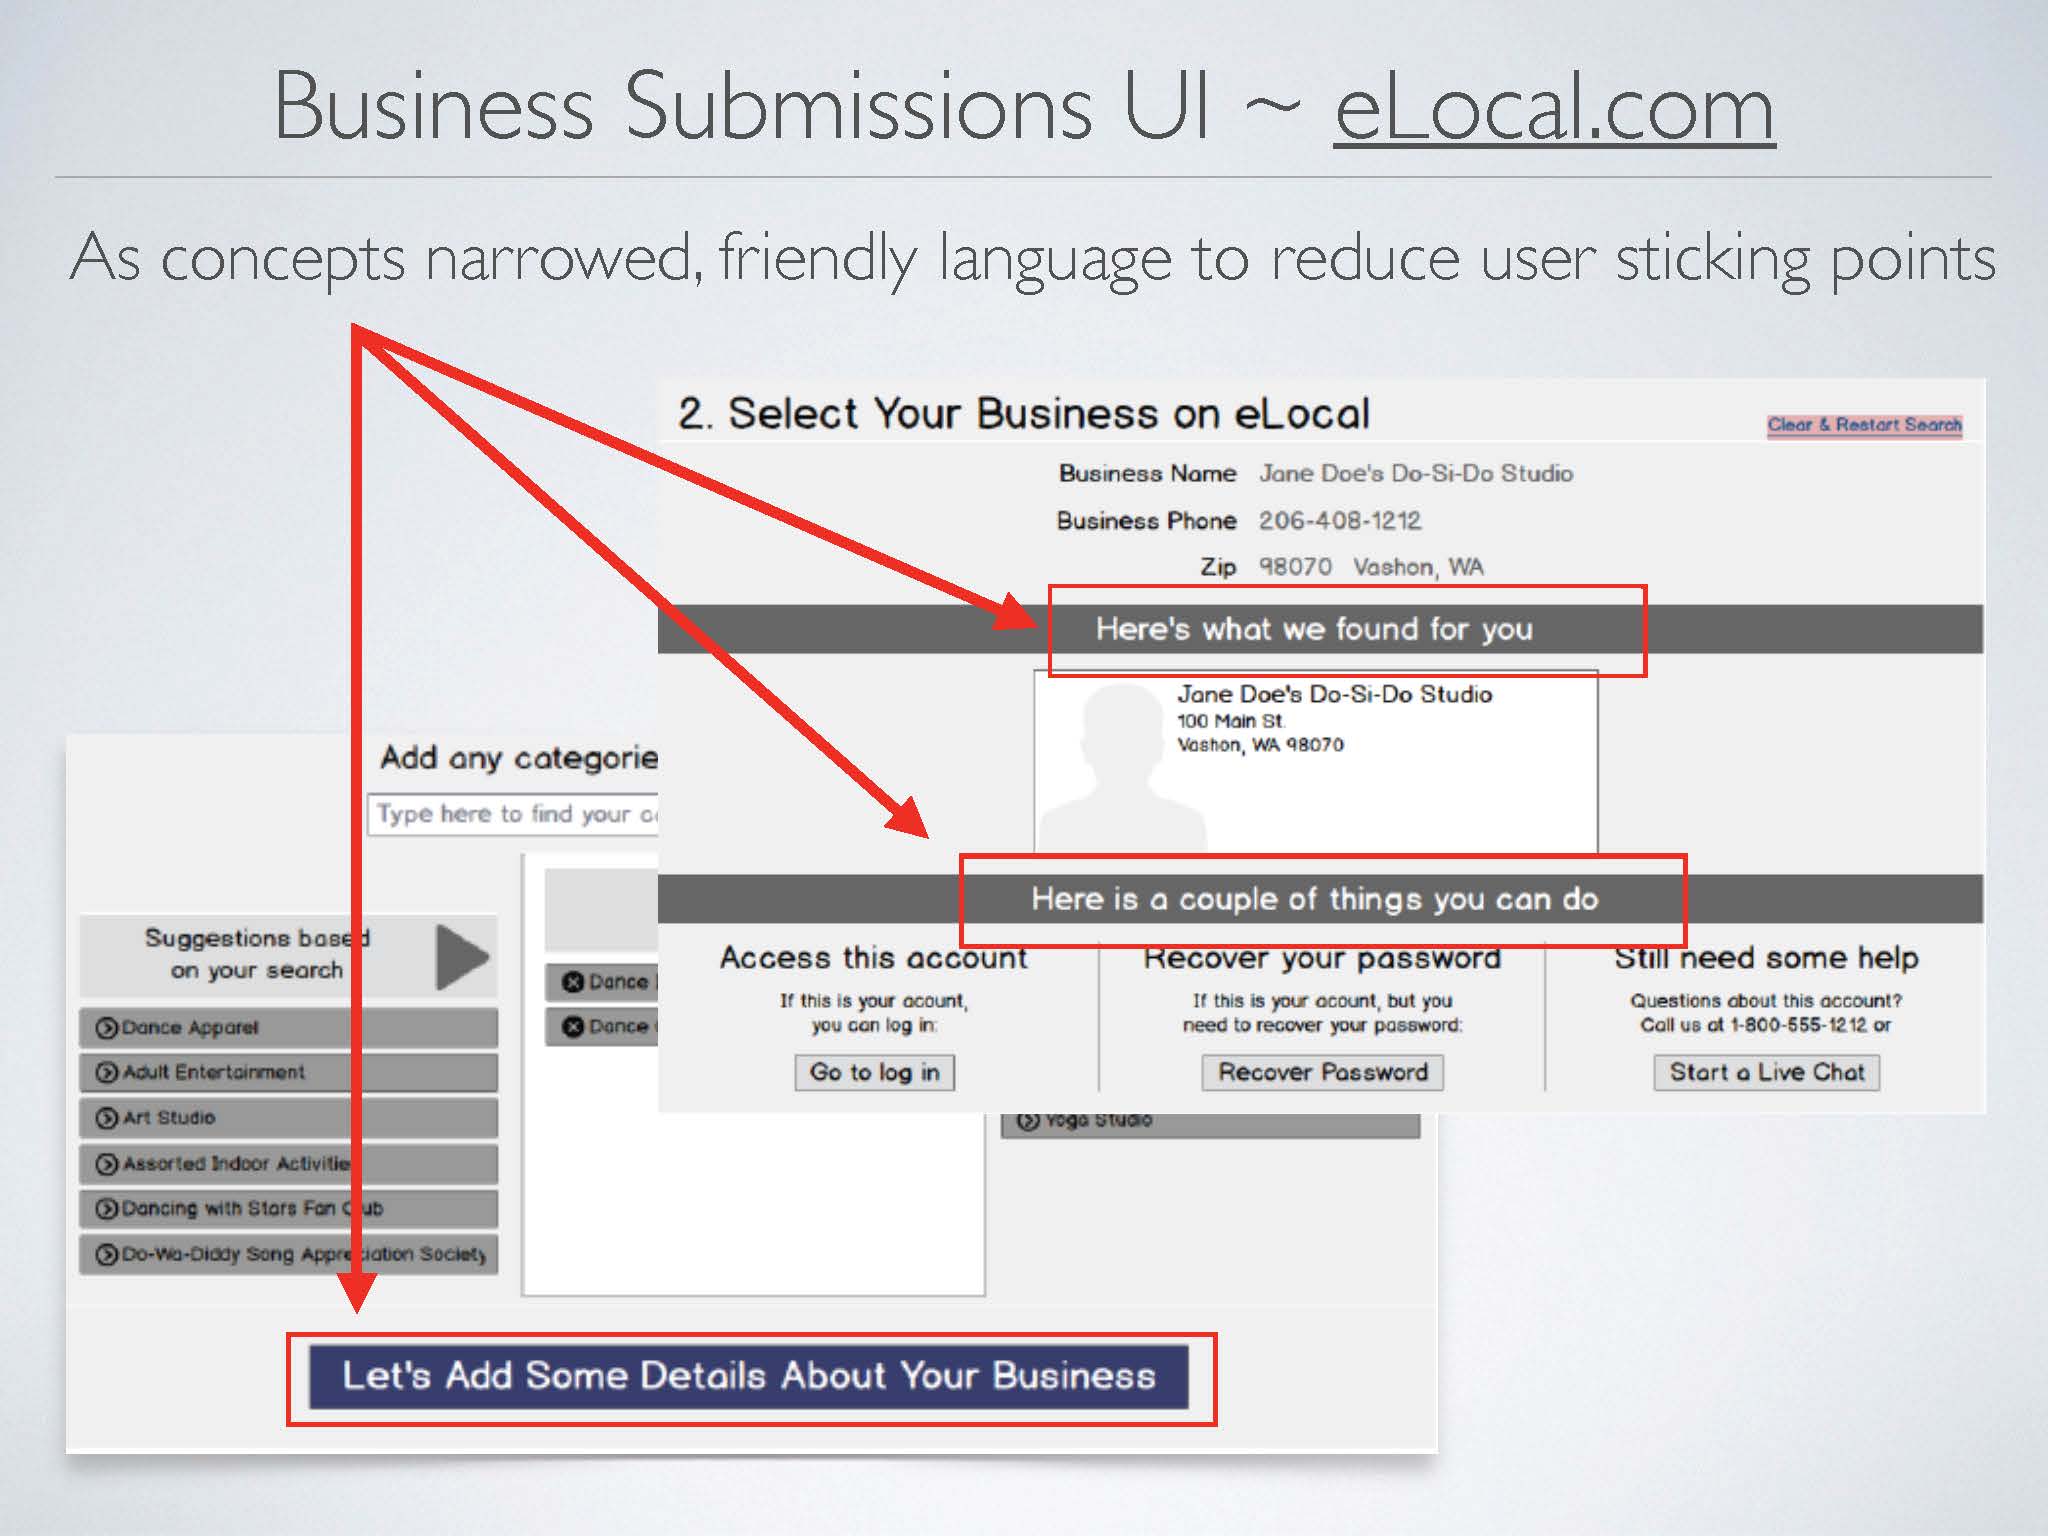 Business Submissions UI ~ eLocal.com
As concepts narrowed, friendly language to reduce user sticking points
2. Select Your Business on eLocal
Clear & Restart Search
Business Name Jane Doe's Do-Si-Do Studio
Business Phone 206-408-1212
Zip 98070 Vashon, WA
Here's what we found for you
Jane Doe's Do-Si-Do Studio
100 Main St.
Vashon, WA 98070
Here is a couple of things you can do
Access this account
If this is your acount,
you can log in:
Go to log in
Recover your password
If this is your acount, but you
need to recover your password:
Recover Password
Still need some help
Questions about this account?
Call us at 1-800-555-1212 or
Start a Live Chat
Add any categorie
Type here to find your
Suggestions based
on your search
Dance Apparel
Adult Entertainment
Art Studio
Assorted Indoor Activitie
Dancing with Stars Fan Club
Do-Wa-Diddy Song Appreciation Society
Dance
Dance
Yoga Studio
Let's Add Some Details About Your Business